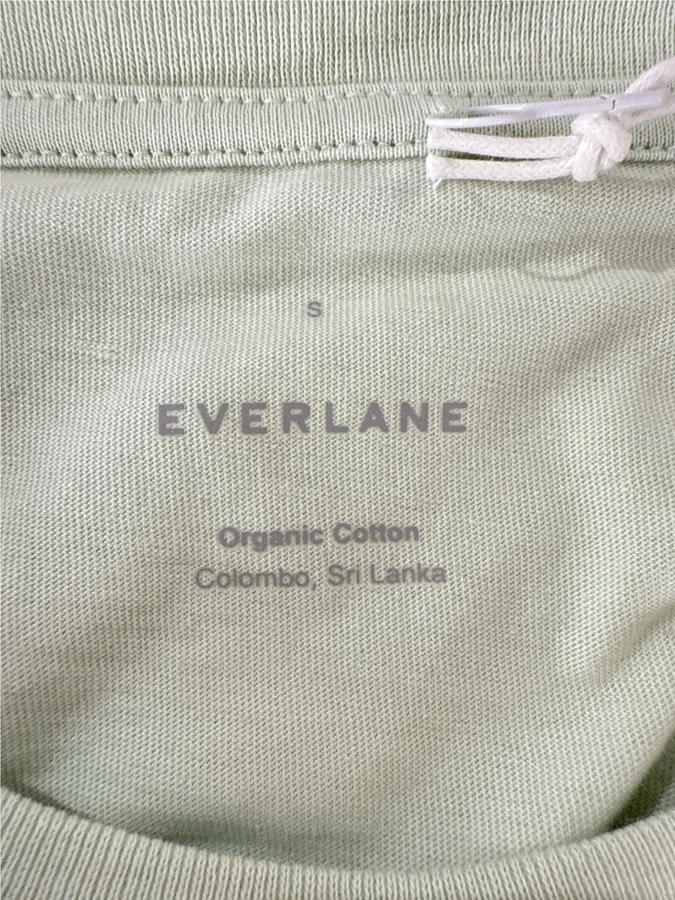 S
EVERLANE
Organic Cotton
Colombo, Sri Lanka